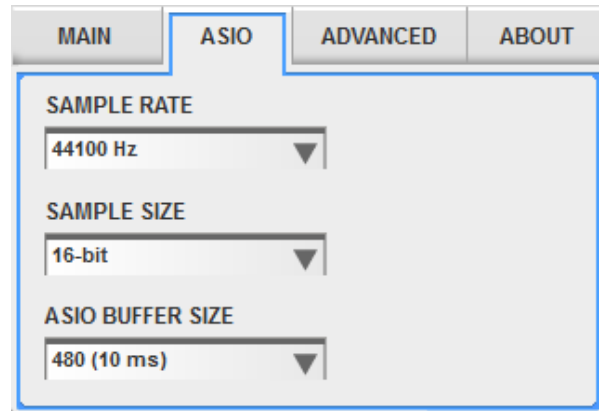 MAIN ASIO ADVANCED ABOUT
SAMPLE RATE
44100 Hz
SAMPLE SIZE
16-bit
ASIO BUFFER SIZE
480 (10 ms)